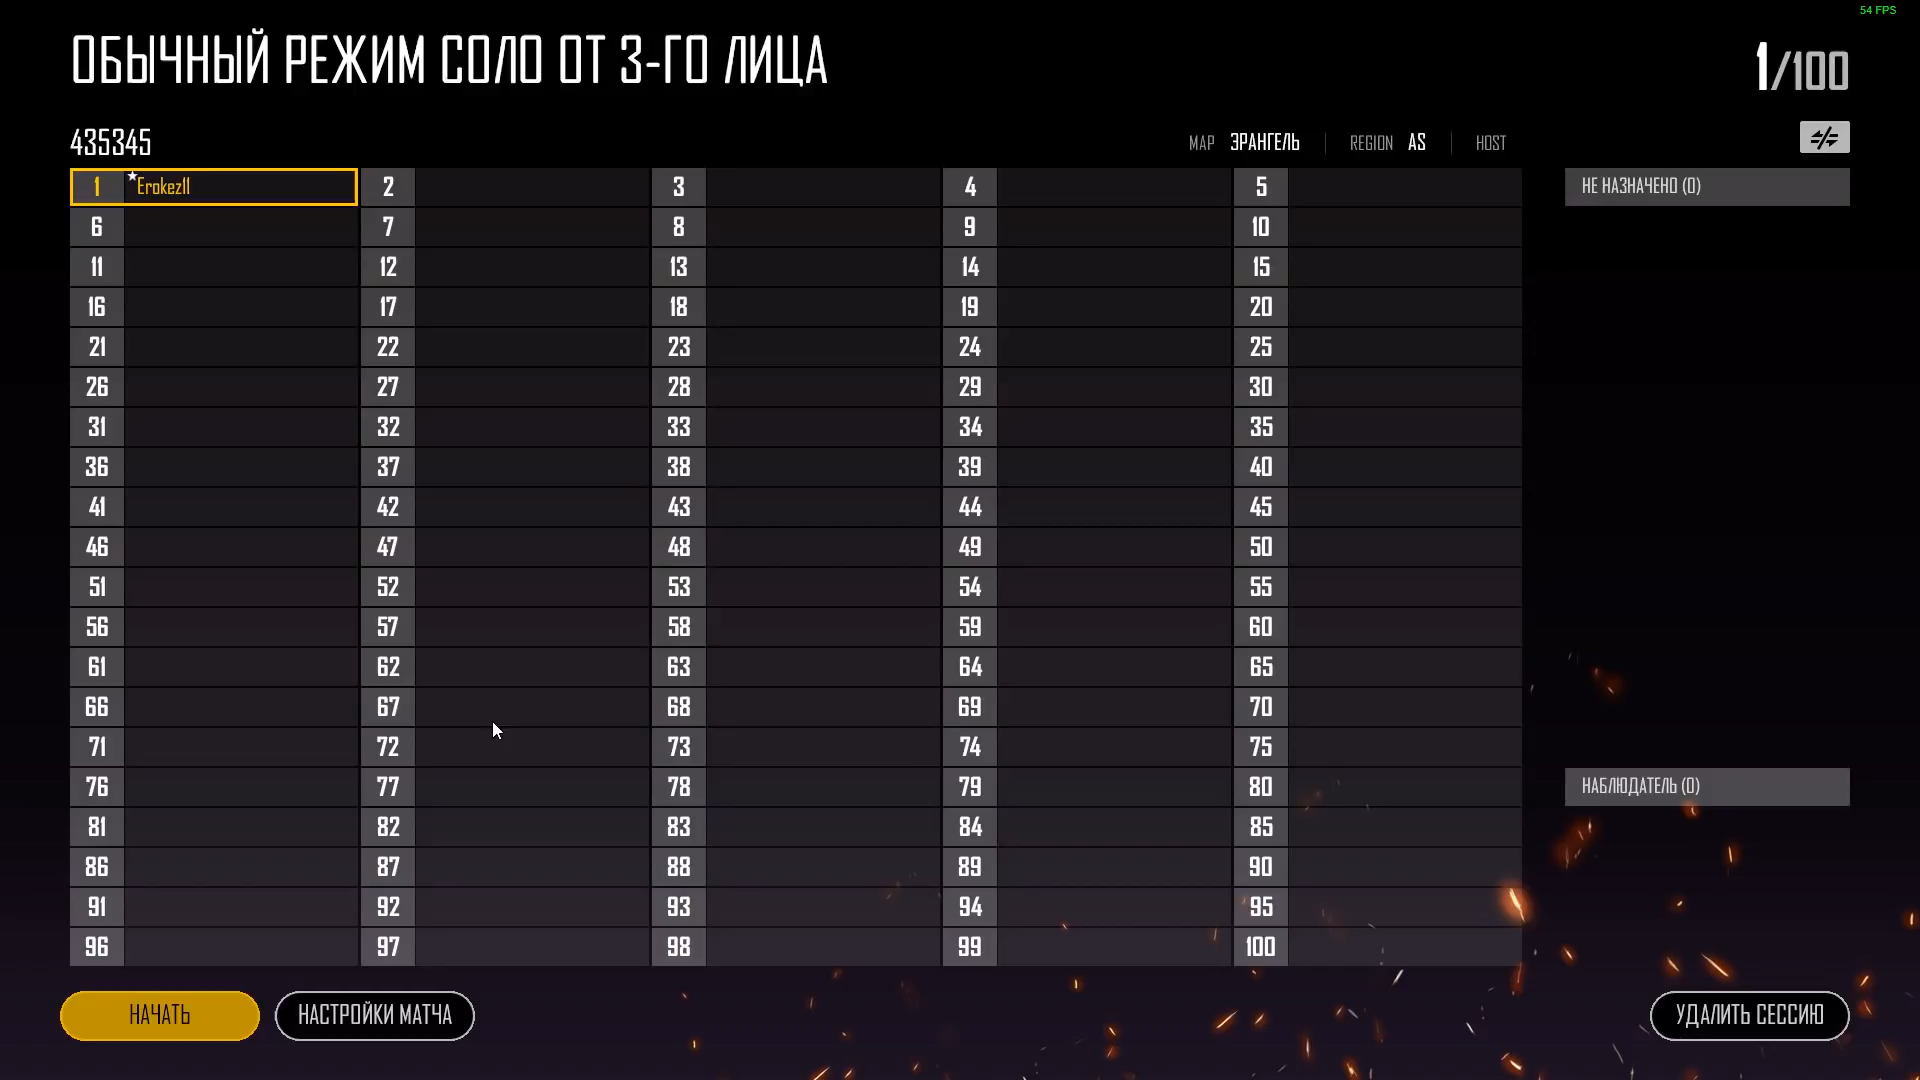 54 FPS
ОБЫЧНЫЙ РЕЖИМ СОЛО ОТ 3-ГО ЛИЦА
1/100
435345
MAP ЭРАНГЕЛЬ REGION AS HOST
1 Erokez11 2 3 4 5
НЕ НАЗНАЧЕНО (0)
6 7 8 9 10
11 12 13 14 15
16 17 18 19 20
21 22 23 24 25
26 27 28 29 30
31 32 33 34 35
36 37 38 39 40
41 42 43 44 45
46 47 48 49 50
51 52 53 54 55
56 57 58 59 60
61 62 63 64 65
66 67 68 69 70
71 72 73 74 75
76 77 78 79 80
НАБЛЮДАТЕЛЬ (0)
81 82 83 84 85
86 87 88 89 90
91 92 93 94 95
96 97 98 99 100
НАЧАТЬ
НАСТРОЙКИ МАТЧА
УДАЛИТЬ СЕССИЮ